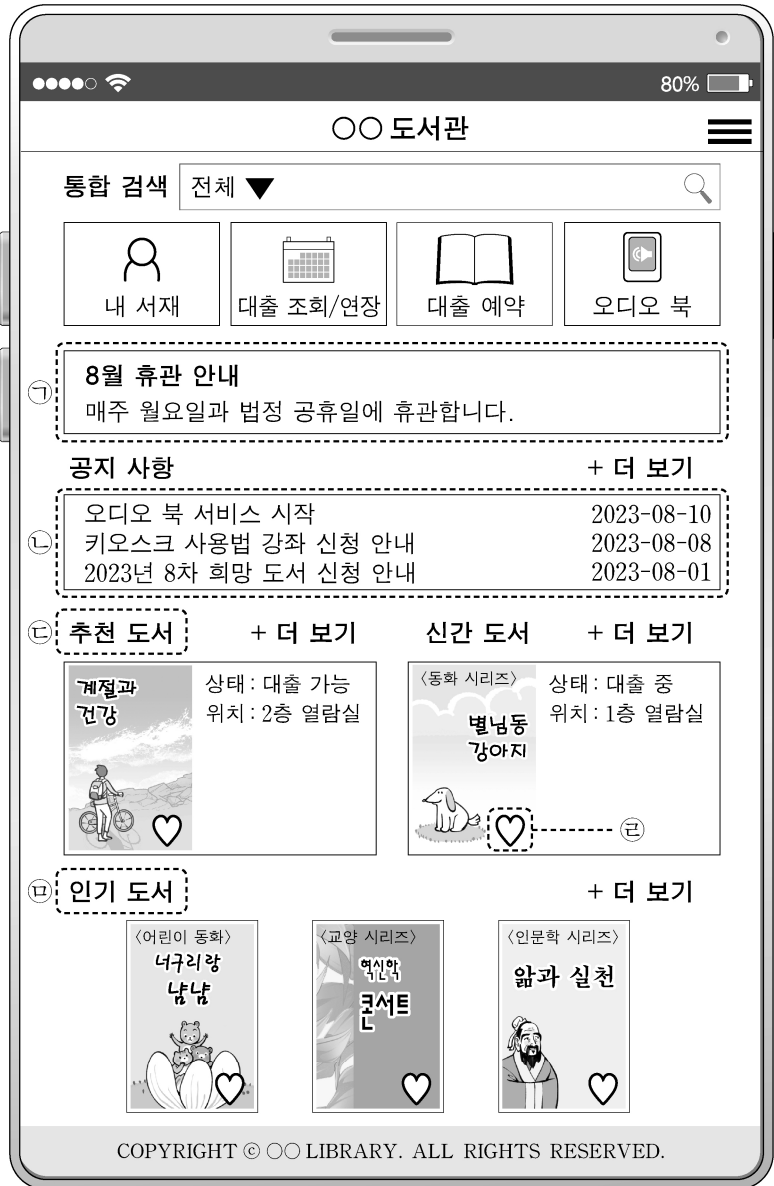 80%
○○ 도서관
통합 검색 전체 ▼
내 서재 대출 조회/연장 대출 예약 오디오 북
㉠
8월 휴관 안내
매주 월요일과 법정 공휴일에 휴관합니다.
공지 사항 + 더 보기
㉡
오디오 북 서비스 시작 2023-08-10
키오스크 사용법 강좌 신청 안내 2023-08-08
2023년 8차 희망 도서 신청 안내 2023-08-01
㉢ 추천 도서 + 더 보기 신간 도서 + 더 보기
계절과
건강
상태 : 대출 가능
위치 : 2층 열람실
〈동화 시리즈〉
별님동
강아지
상태 : 대출 중
위치 : 1층 열람실
㉣
㉤ 인기 도서 + 더 보기
〈어린이 동화〉
너구리랑
냠냠
〈교양 시리즈〉
혁신학
콘서트
〈인문학 시리즈〉
앎과 실천
COPYRIGHT ⓒ ○○ LIBRARY. ALL RIGHTS RESERVED.